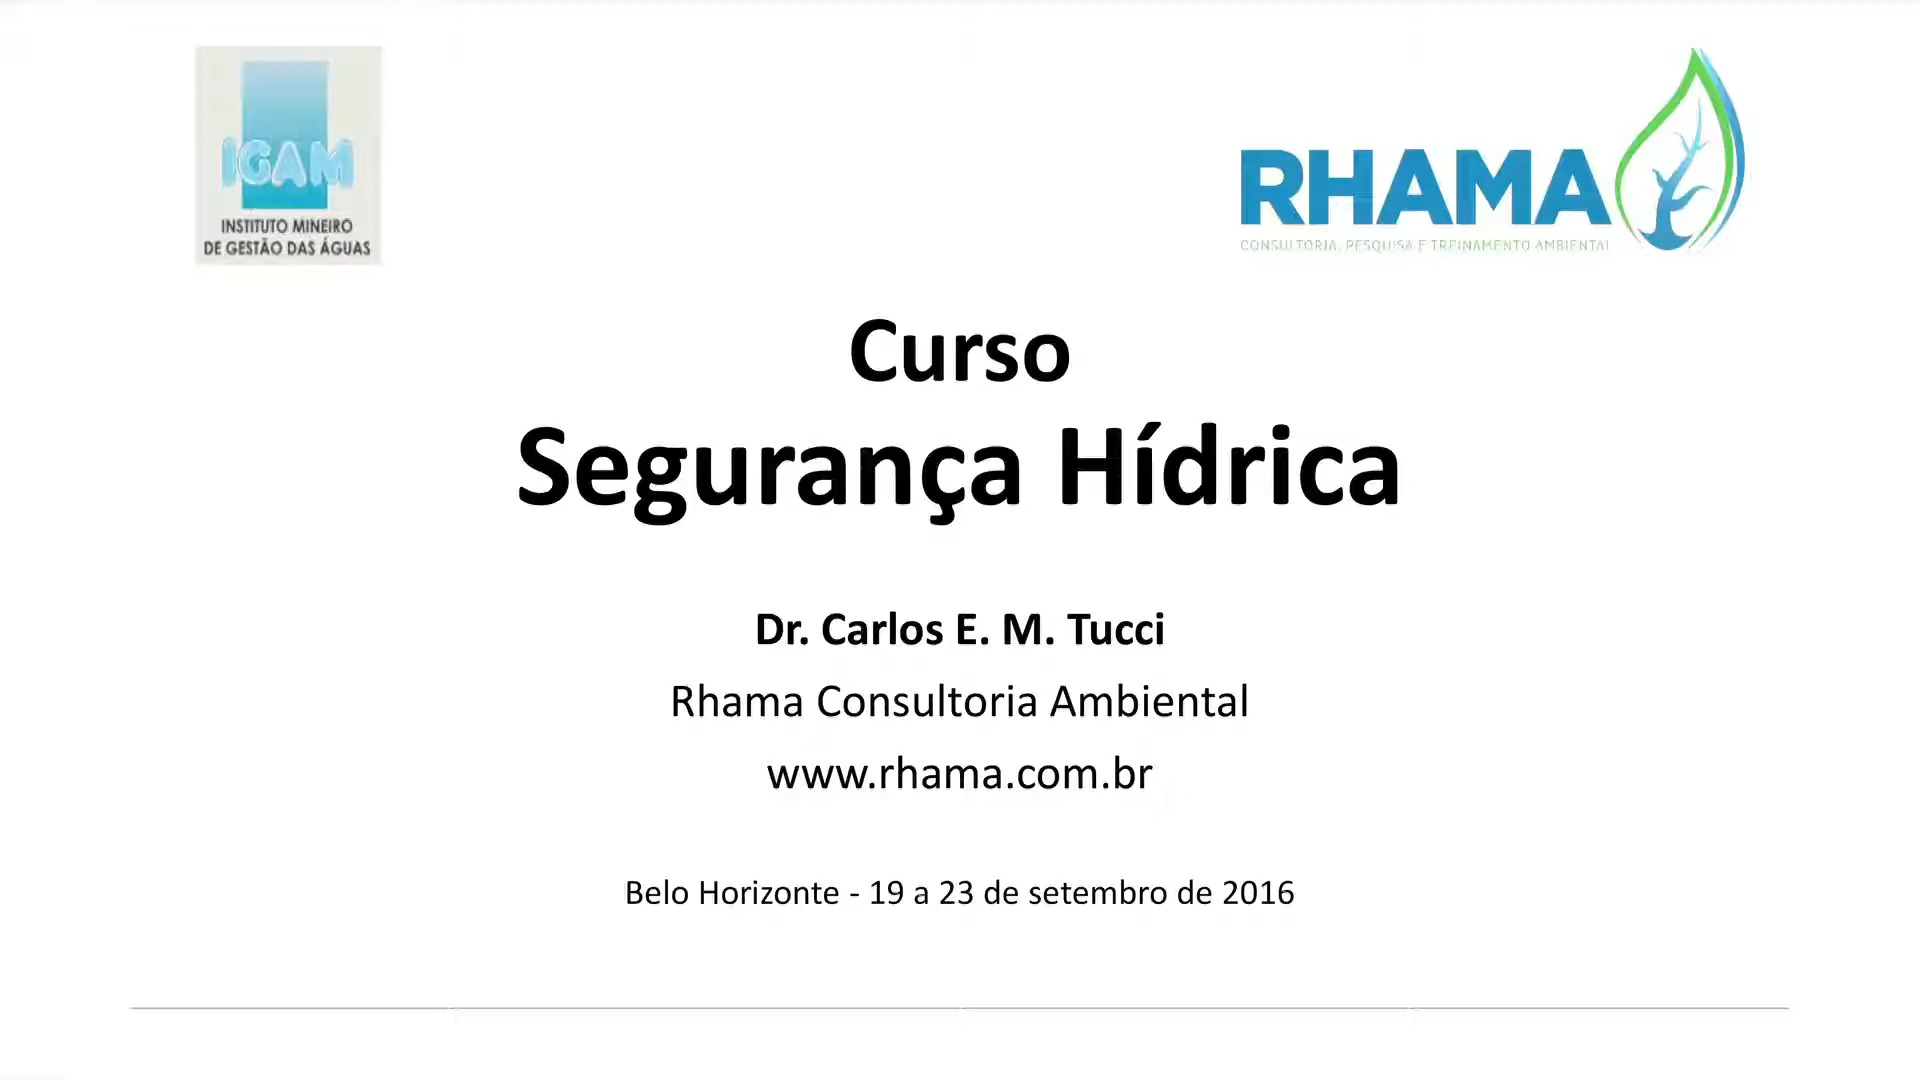 IGAM
INSTITUTO MINEIRO
DE GESTÃO DAS ÁGUAS
RHAMA
CONSULTORIA, PESQUISA E TREINAMENTO AMBIENTAL
Curso
Segurança Hídrica
Dr. Carlos E. M. Tucci
Rhama Consultoria Ambiental
www.rhama.com.br
Belo Horizonte - 19 a 23 de setembro de 2016